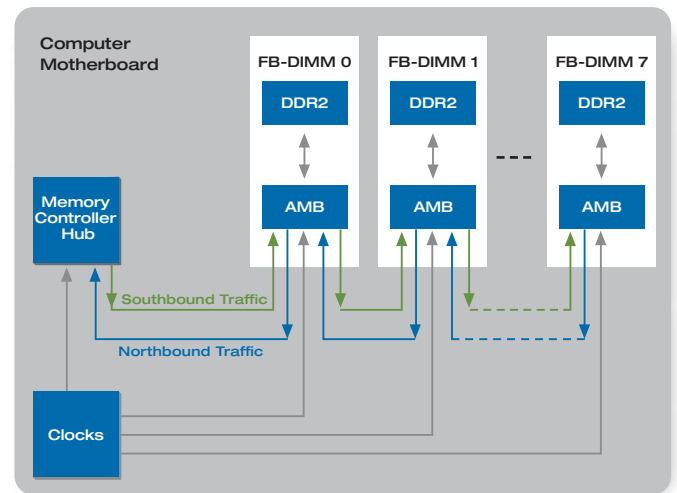 Computer
Motherboard
FB-DIMM 0
FB-DIMM 1
FB-DIMM 7
DDR2
DDR2
DDR2
Memory
Controller
Hub
AMB
AMB
AMB
Southbound Traffic
Northbound Traffic
Clocks